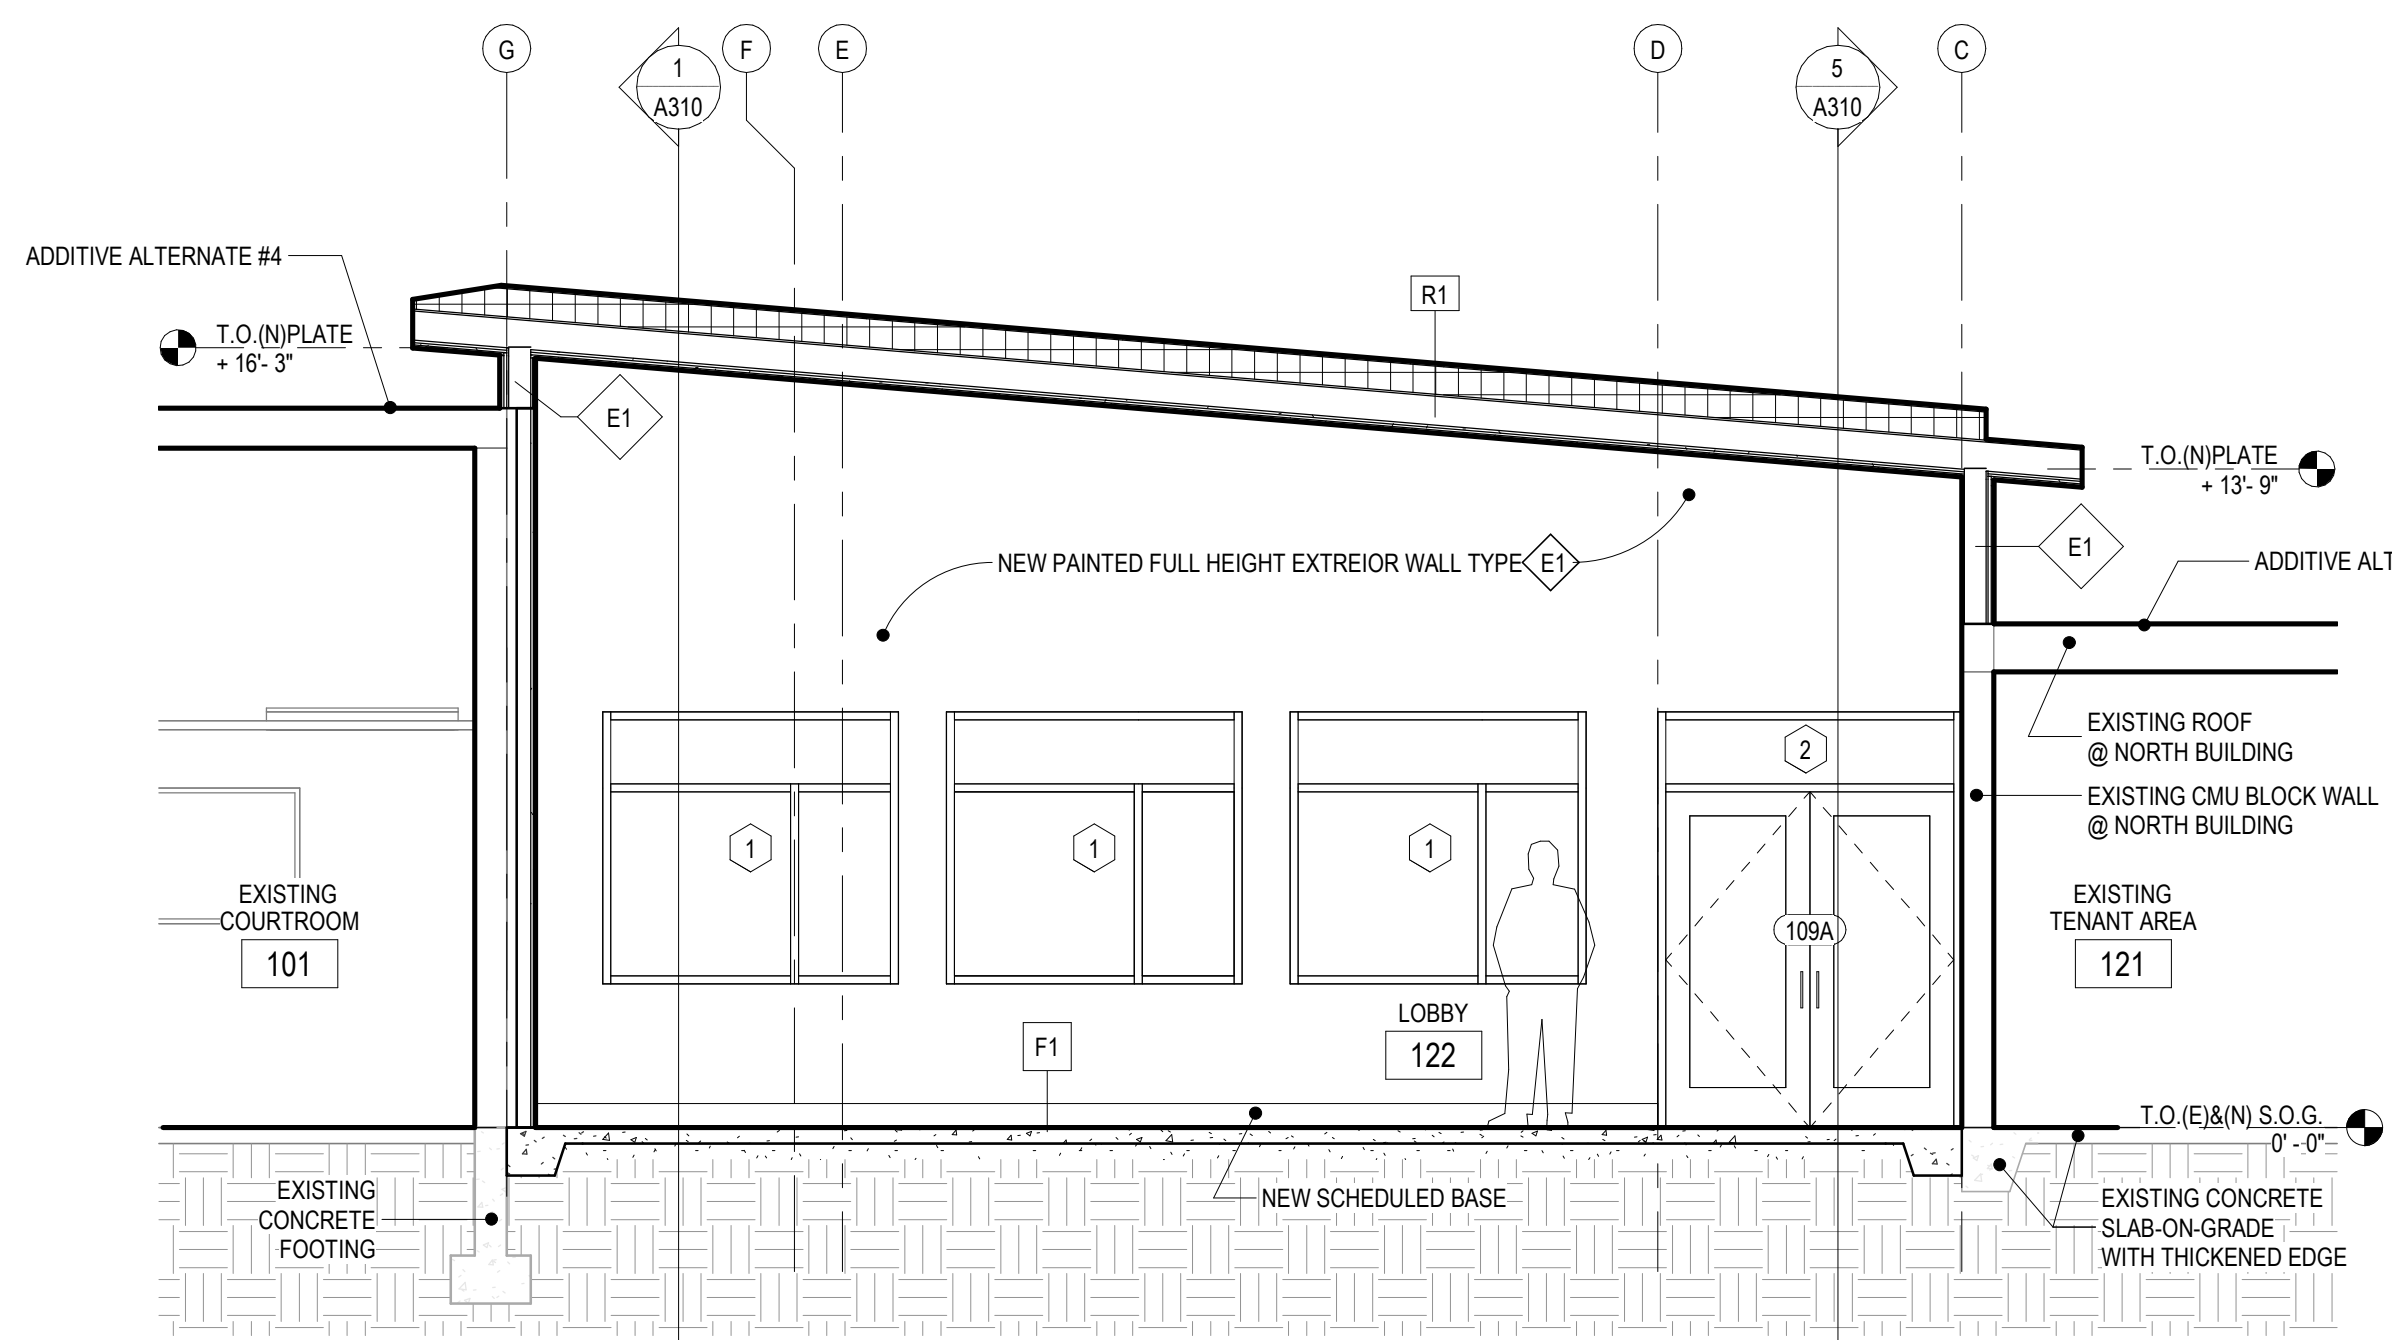 G
1
A310
F
E
D
5
A310
C
ADDITIVE ALTERNATE #4
R1
T.O.(N)PLATE
+ 16'- 3"
E1
T.O.(N)PLATE
+ 13'- 9"
NEW PAINTED FULL HEIGHT EXTREIOR WALL TYPE E1
E1
ADDITIVE ALT
EXISTING ROOF
@ NORTH BUILDING
2
EXISTING CMU BLOCK WALL
@ NORTH BUILDING
1
1
1
EXISTING
COURTROOM
101
109A
EXISTING
TENANT AREA
121
LOBBY
122
F1
T.O.(E)&(N) S.O.G.
0' - 0"
EXISTING
CONCRETE
FOOTING
NEW SCHEDULED BASE
EXISTING CONCRETE
SLAB-ON-GRADE
WITH THICKENED EDGE